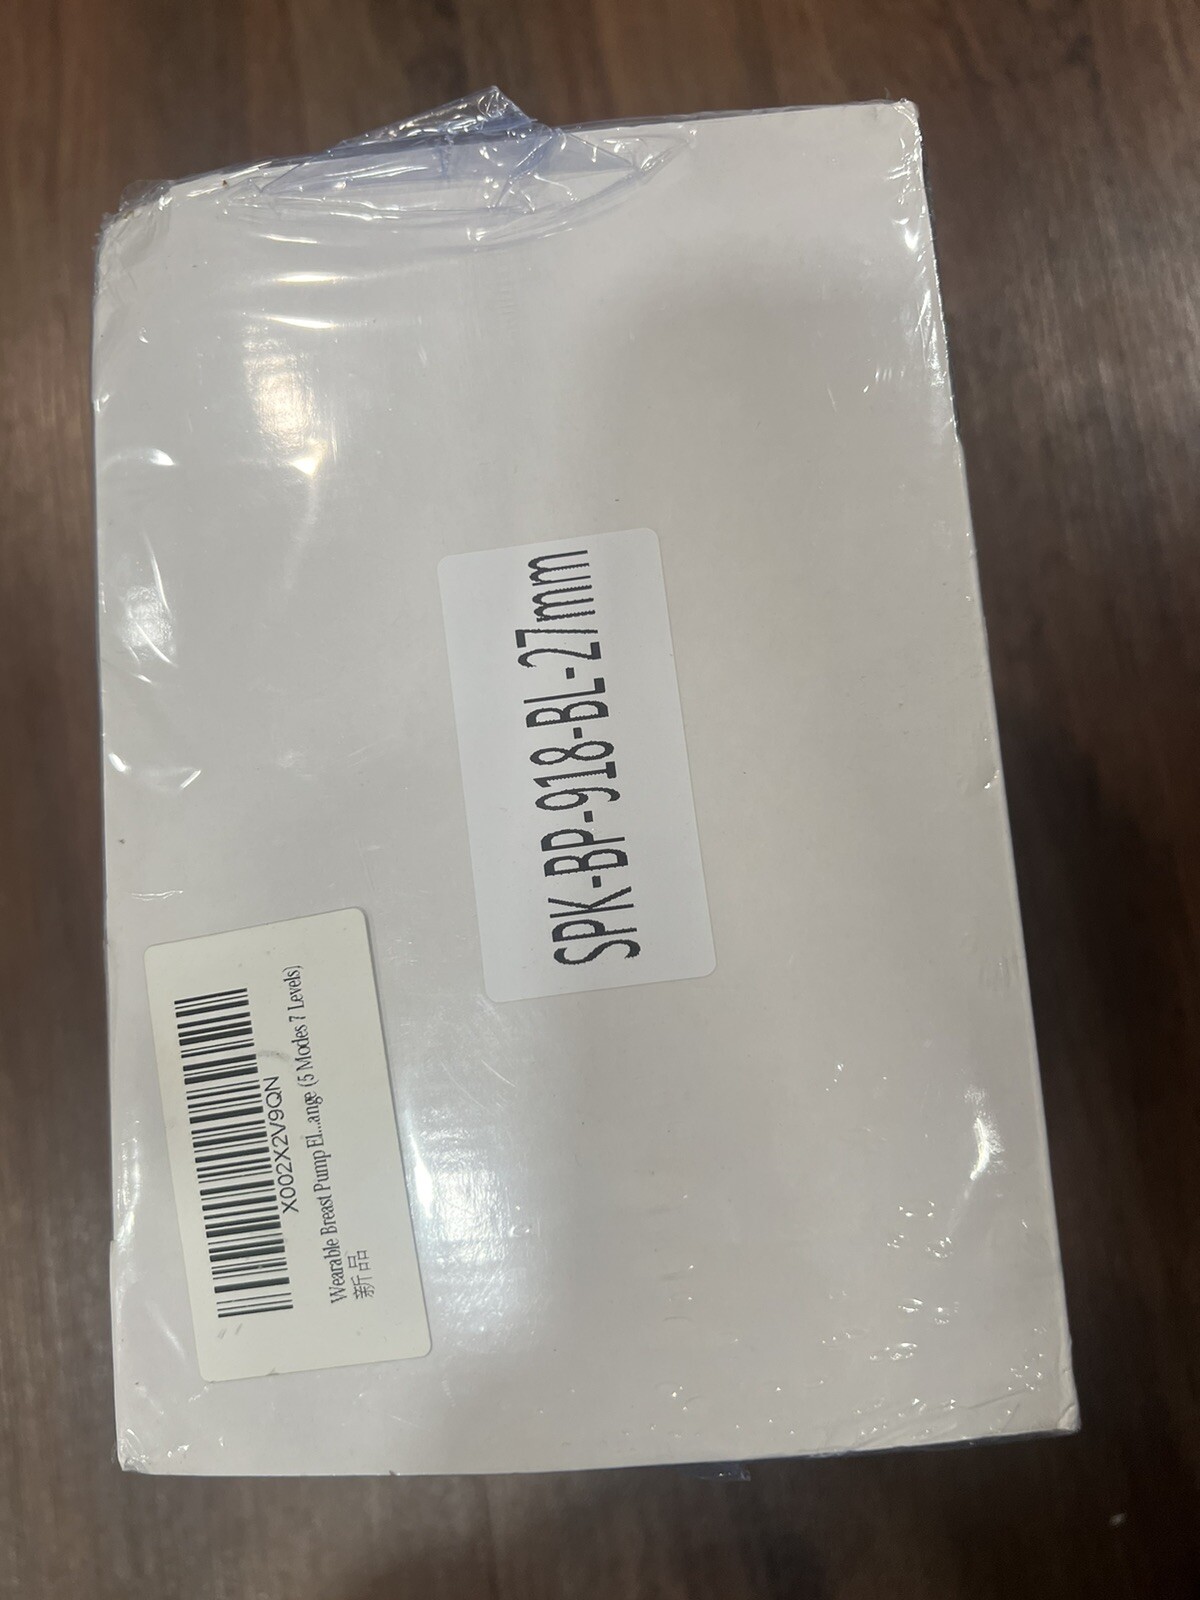 SPK-BP-918-BL-27mm
X002X2V9QN
Wearable Breast Pump El...ange (5 Modes 7 Levels)
新品